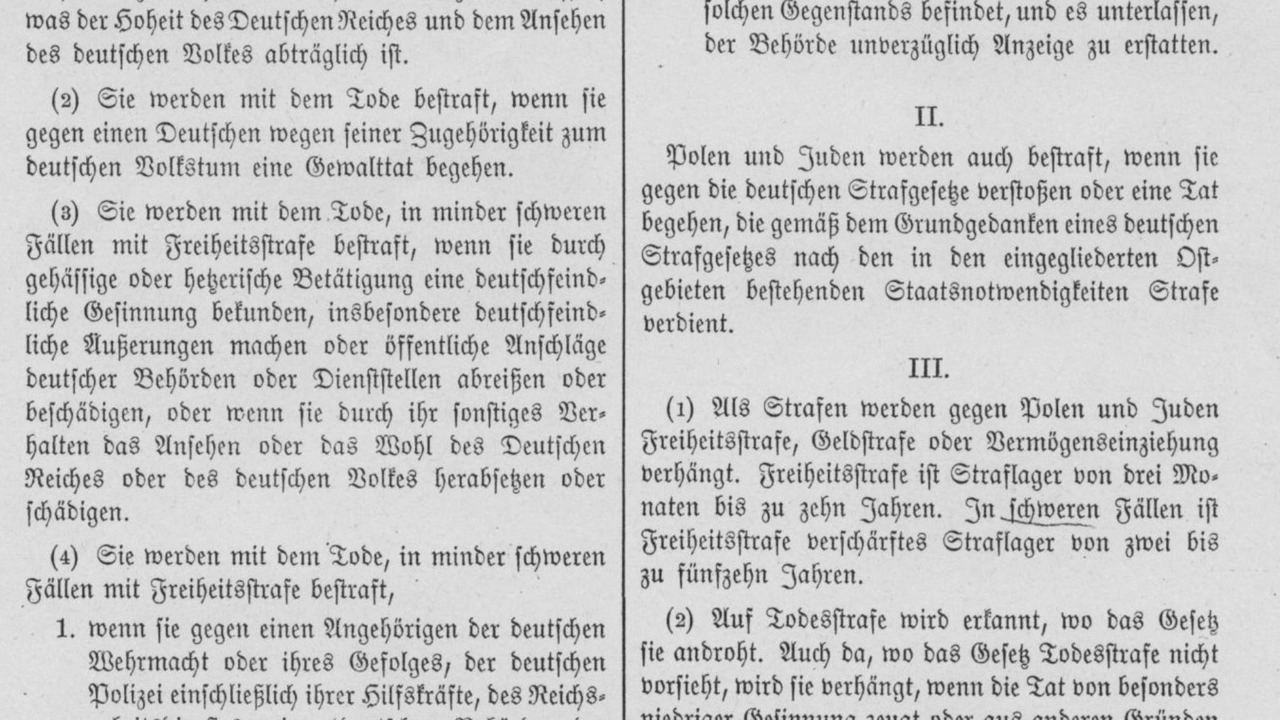 was der Hoheit des Deutschen Reiches und dem Ansehen
des deutschen Volkes abträglich ist.
(2) Sie werden mit dem Tode bestraft, wenn sie
gegen einen Deutschen wegen seiner Zugehörigkeit zum
deutschen Volkstum eine Gewalttat begehen.
(3) Sie werden mit dem Tode, in minder schweren
Fällen mit Freiheitsstrafe bestraft, wenn sie durch
gehässige oder hetzerische Betätigung eine deutschfeind-
liche Gesinnung bekunden, insbesondere deutschfeind-
liche Äußerungen machen oder öffentliche Anschläge
deutscher Behörden oder Dienststellen abreißen oder
beschädigen, oder wenn sie durch ihr sonstiges Ver-
halten das Ansehen oder das Wohl des Deutschen
Reiches oder des deutschen Volkes herabsetzen oder
schädigen.
(4) Sie werden mit dem Tode, in minder schweren
Fällen mit Freiheitsstrafe bestraft,
1. wenn sie gegen einen Angehörigen der deutschen
Wehrmacht oder ihres Gefolges, der deutschen
Polizei einschließlich ihrer Hilfskräfte, des Reichs-
solchen Gegenstands befindet, und es unterlassen,
der Behörde unverzüglich Anzeige zu erstatten.
II.
Polen und Juden werden auch bestraft, wenn sie
gegen die deutschen Strafgesetze verstoßen oder eine Tat
begehen, die gemäß dem Grundgedanken eines deutschen
Strafgesetzes nach den in den eingegliederten Ost-
gebieten bestehenden Staatsnotwendigkeiten Strafe
verdient.
III.
(1) Als Strafen werden gegen Polen und Juden
Freiheitsstrafe, Geldstrafe oder Vermögenseinziehung
verhängt. Freiheitsstrafe ist Straflager von drei Mo-
naten bis zu zehn Jahren. In schweren Fällen ist
Freiheitsstrafe verschärftes Straflager von zwei bis
zu fünfzehn Jahren.
(2) Auf Todesstrafe wird erkannt, wo das Gesetz
sie androht. Auch da, wo das Gesetz Todesstrafe nicht
vorsieht, wird sie verhängt, wenn die Tat von besonders
niedriger Gesinnung zeugt oder aus anderen Gründen